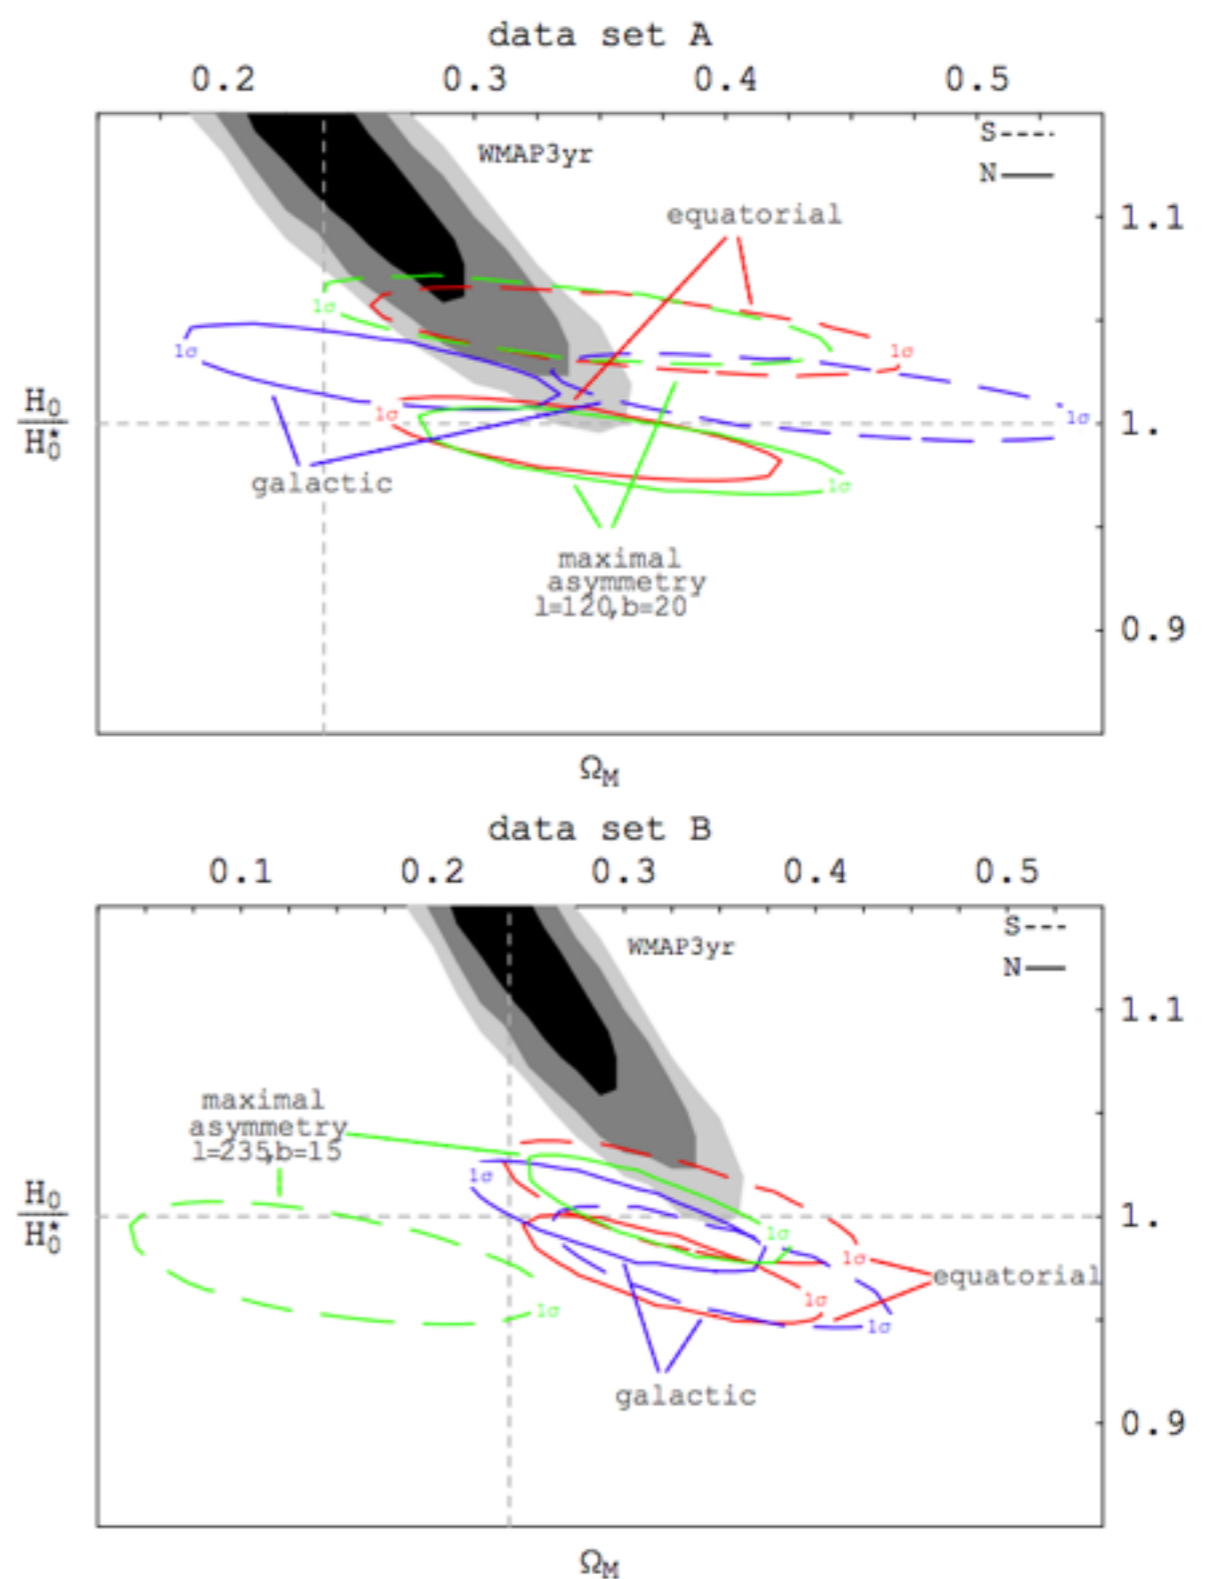 data set A
0.2 0.3 0.4 0.5
S
WMAP3yr
N
equatorial
1.1
1σ
1σ
1σ
H0
H0*
1σ
1σ
1.
galactic
1σ
maximal
asymmetry
l=120,b=20
0.9
ΩM
data set B
0.1 0.2 0.3 0.4 0.5
S
WMAP3yr
N
1.1
maximal
asymmetry
l=235,b=15
1σ
H0
H0*
1.
1σ
1σ
equatorial
1σ
1σ
1σ
galactic
0.9
ΩM